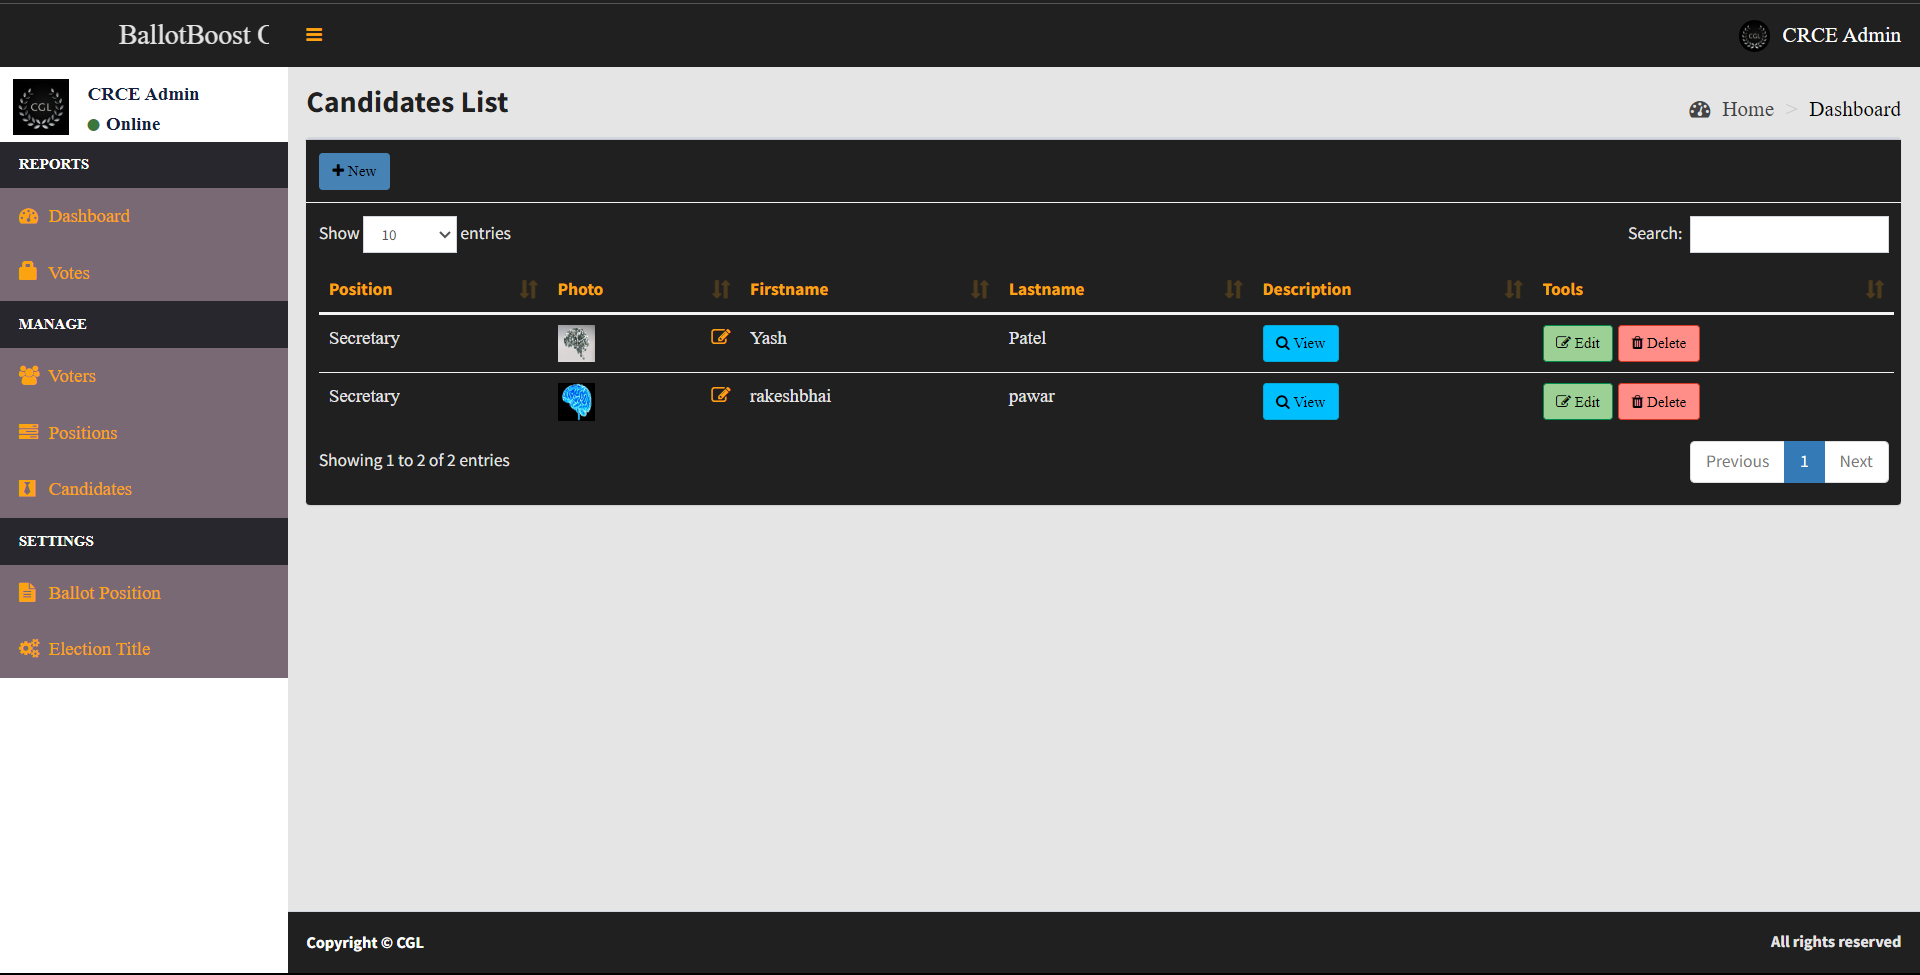 BallotBoost C
CRCE Admin
CGL
CRCE Admin
Online
REPORTS
Dashboard
Votes
MANAGE
Voters
Positions
Candidates
SETTINGS
Ballot Position
Election Title
Candidates List
Home > Dashboard
New
Show 10 entries
Search:
Position Photo Firstname Lastname Description Tools
Secretary Yash Patel View Edit Delete
Secretary rakeshbhai pawar View Edit Delete
Showing 1 to 2 of 2 entries
Previous 1 Next
Copyright © CGL
All rights reserved